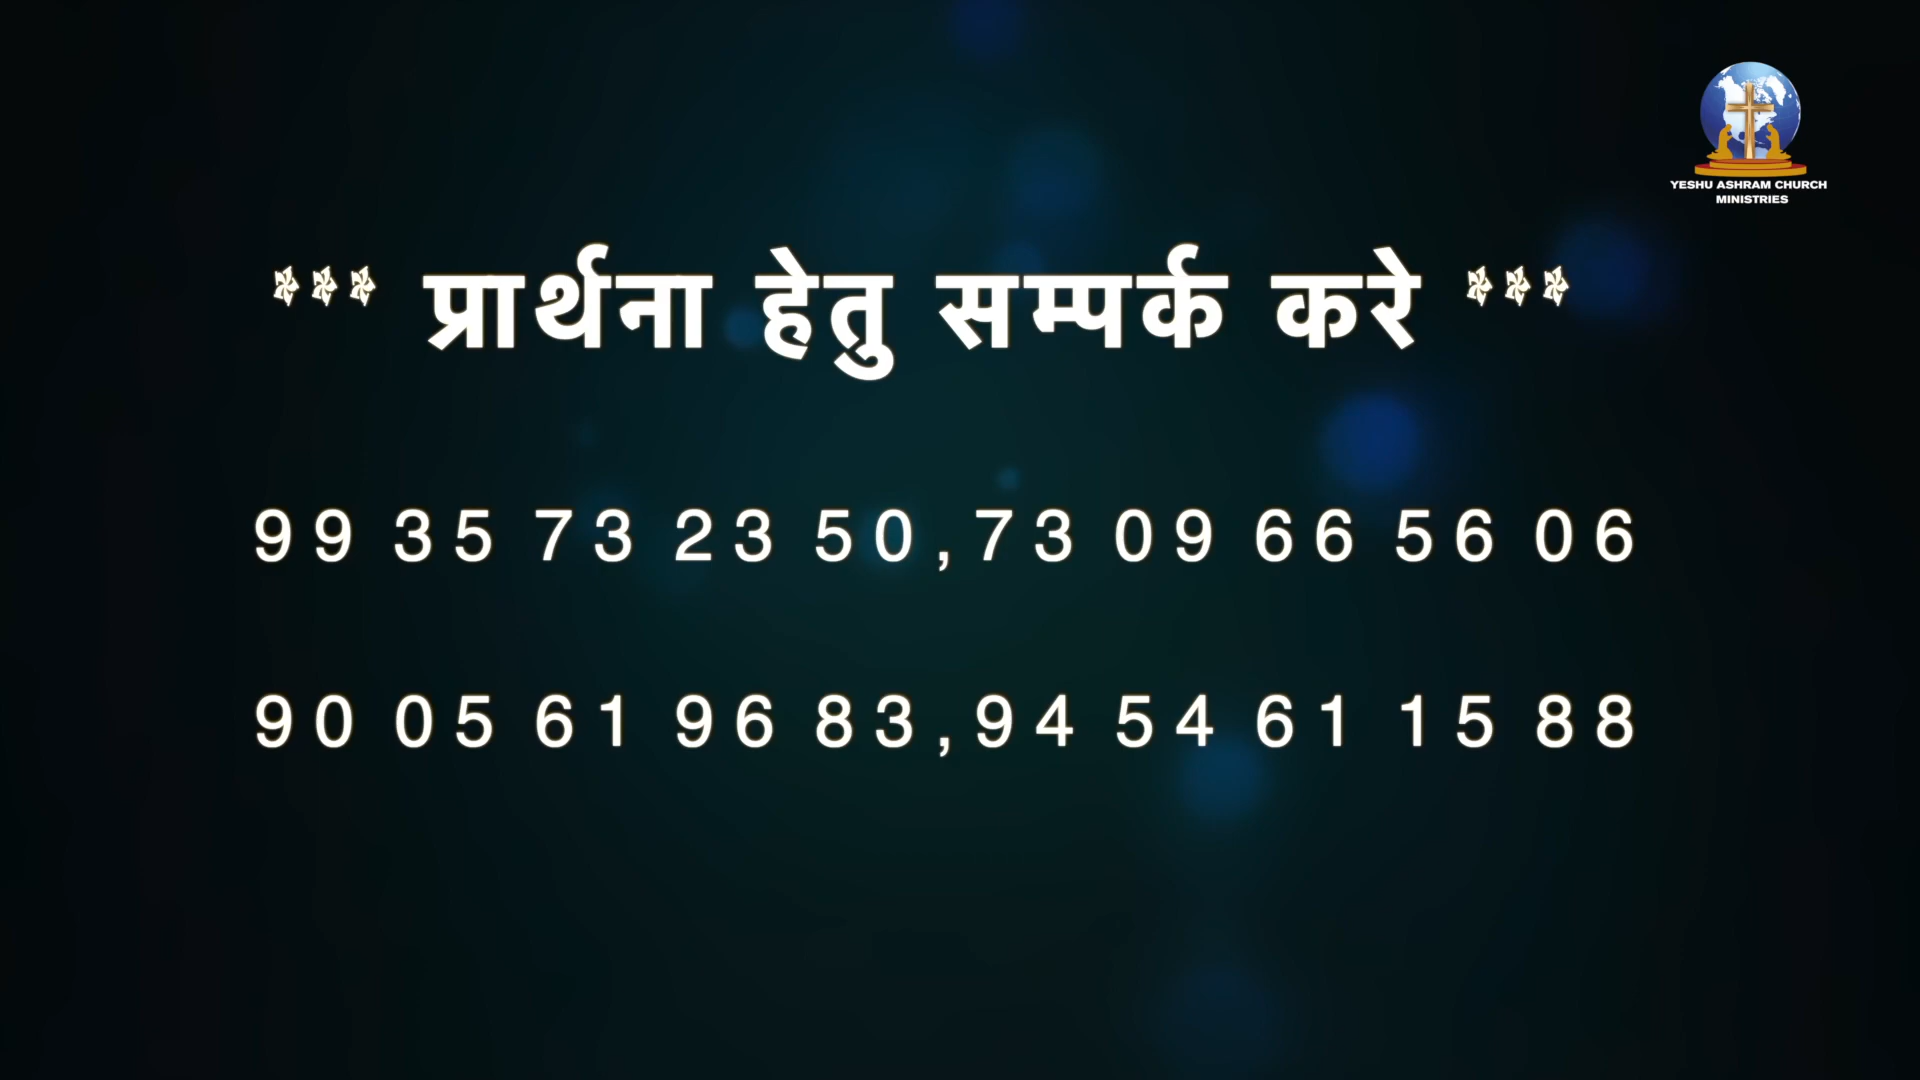 YESHU ASHRAM CHURCH
MINISTRIES
*** प्रार्थना हेतु सम्पर्क करे ***
99 35 73 23 50,73 09 66 56 06
90 05 61 96 83,94 54 61 15 88